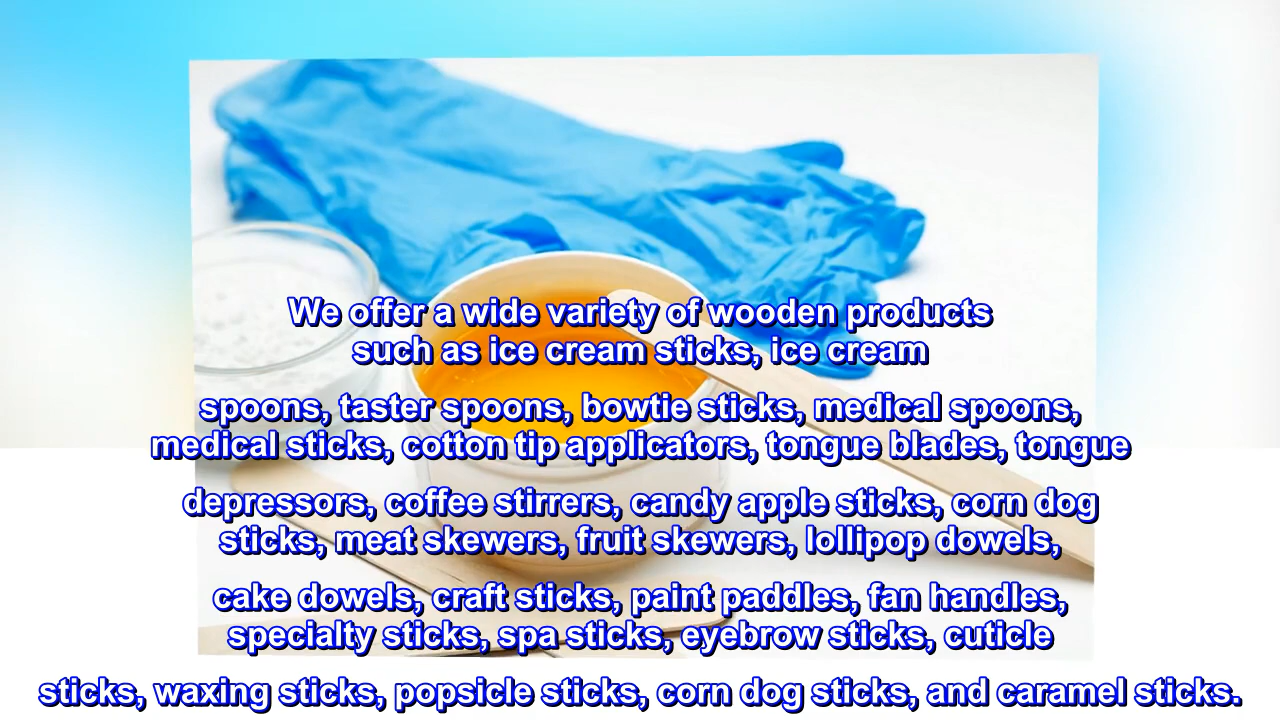 We offer a wide variety of wooden products
such as ice cream sticks, ice cream
spoons, taster spoons, bowtie sticks, medical spoons,
medical sticks, cotton tip applicators, tongue blades, tongue
depressors, coffee stirrers, candy apple sticks, corn dog
sticks, meat skewers, fruit skewers, lollipop dowels,
cake dowels, craft sticks, paint paddles, fan handles,
specialty sticks, spa sticks, eyebrow sticks, cuticle
sticks, waxing sticks, popsicle sticks, corn dog sticks, and caramel sticks.